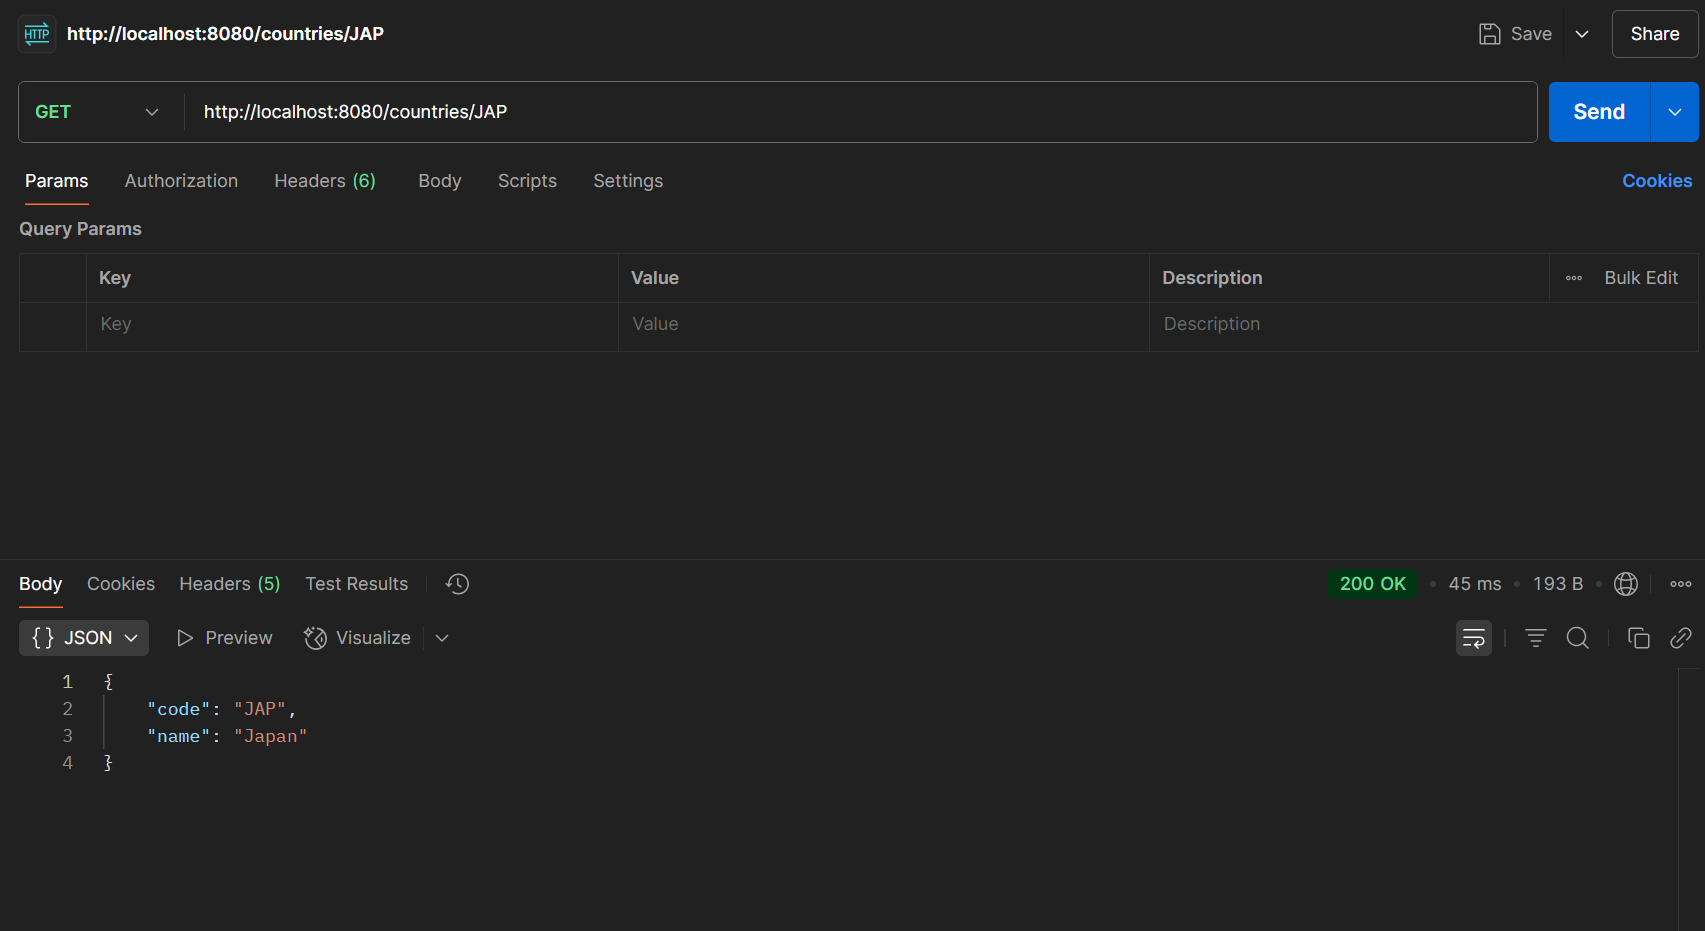 HTTP http://localhost:8080/countries/JAP Save Share
GET http://localhost:8080/countries/JAP Send
Params Authorization Headers (6) Body Scripts Settings Cookies
Query Params
Key Value Description Bulk Edit
Key Value Description
Body Cookies Headers (5) Test Results 200 OK • 45 ms • 193 B •
{ } JSON Preview Visualize
1 {
2 "code": "JAP",
3 "name": "Japan"
4 }